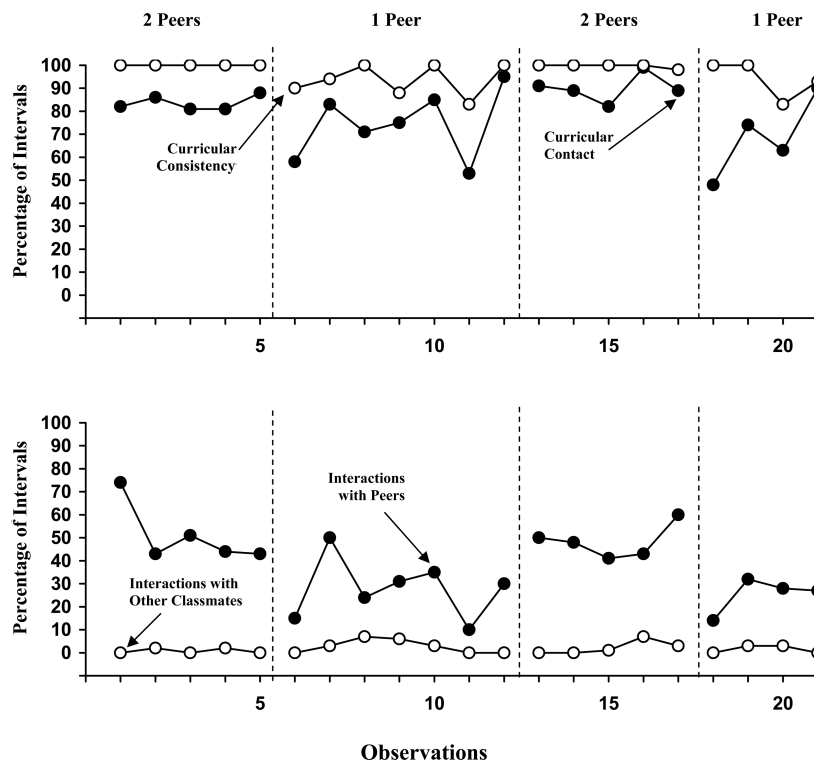 2 Peers 1 Peer 2 Peers 1 Peer
Percentage of Intervals
100
90
80
70
60
50
40
30
20
10
0
Curricular
Consistency
Curricular
Contact
5 10 15 20
Percentage of Intervals
100
90
80
70
60
50
40
30
20
10
0
Interactions
with Peers
Interactions with
Other Classmates
5 10 15 20
Observations